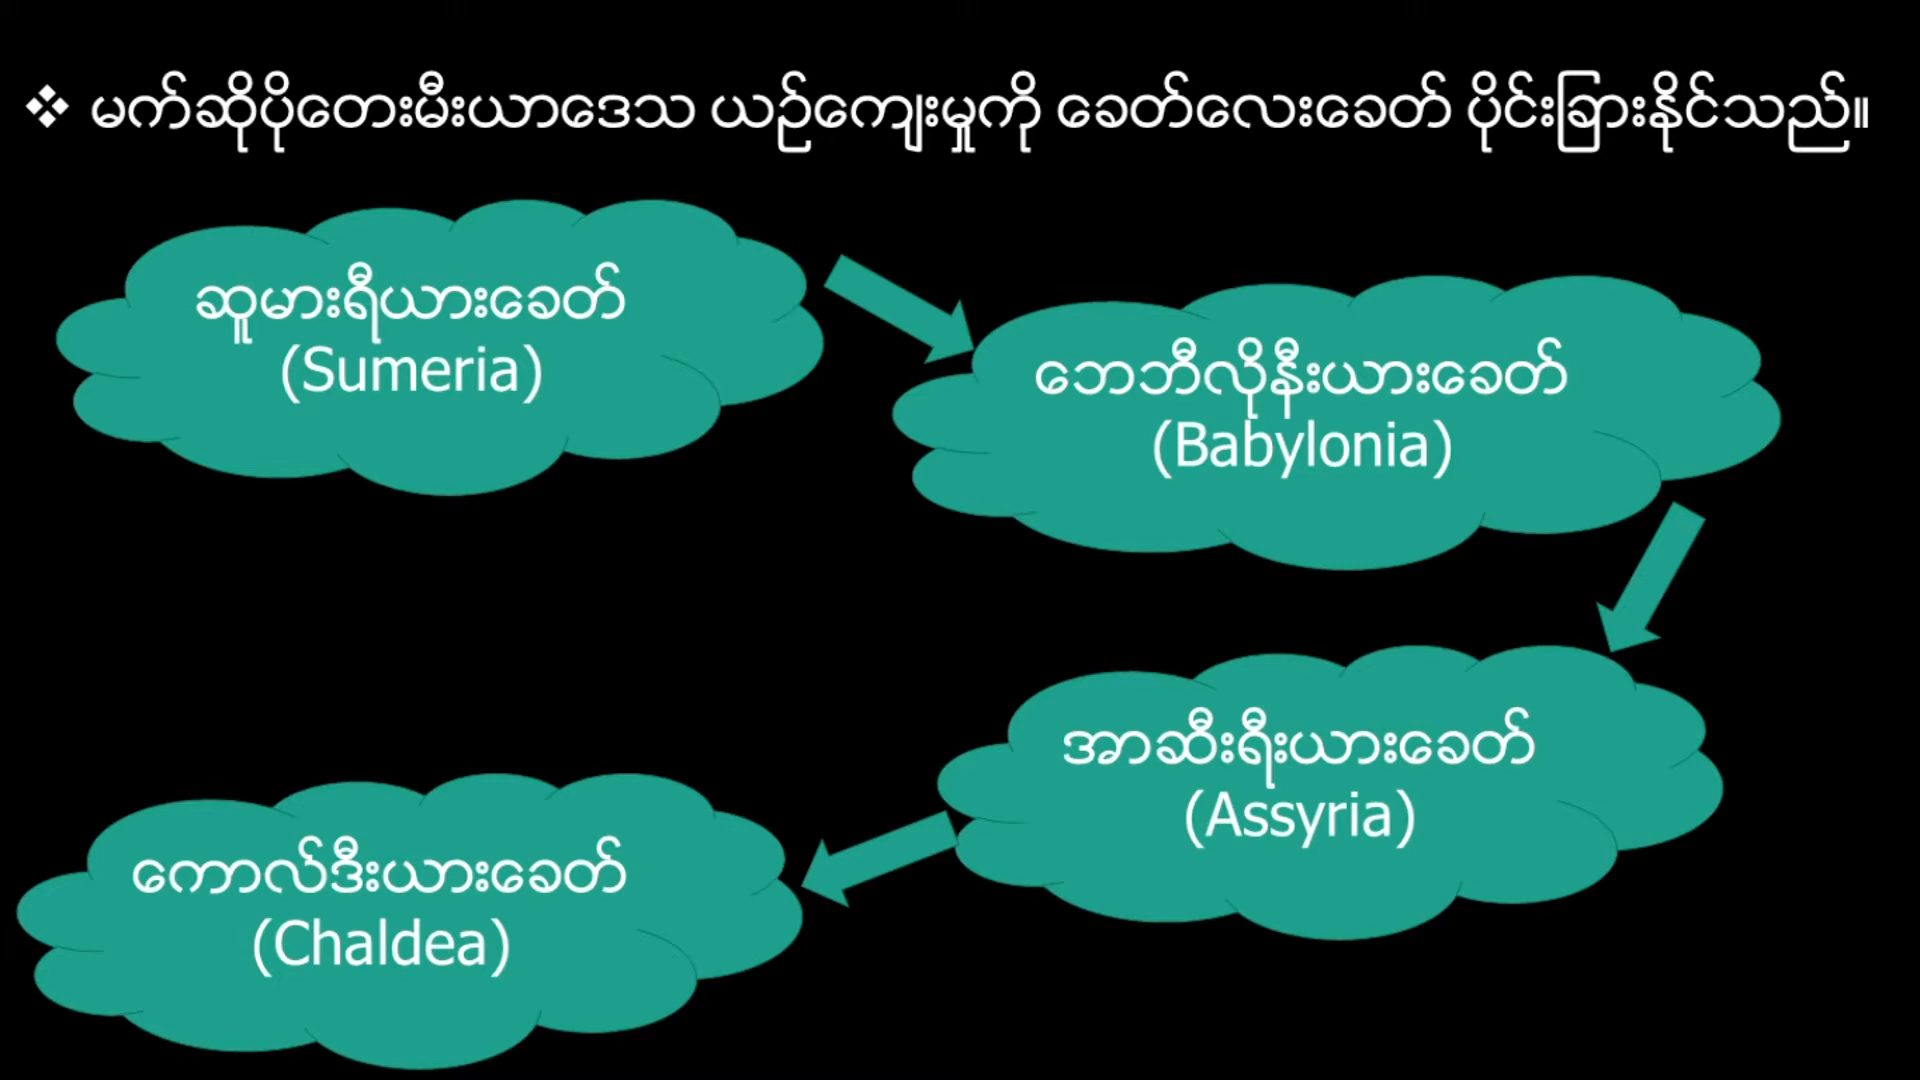 ❖ မက်ဆိုပိုတေးမီးယာဒေသ ယဉ်ကျေးမှုကို ခေတ်လေးခေတ် ပိုင်းခြားနိုင်သည်။
ဆူမားရီယားခေတ်
(Sumeria)
ဘေဘီလိုနီးယားခေတ်
(Babylonia)
အာဆီးရီးယားခေတ်
(Assyria)
ကောလ်ဒီးယားခေတ်
(Chaldea)